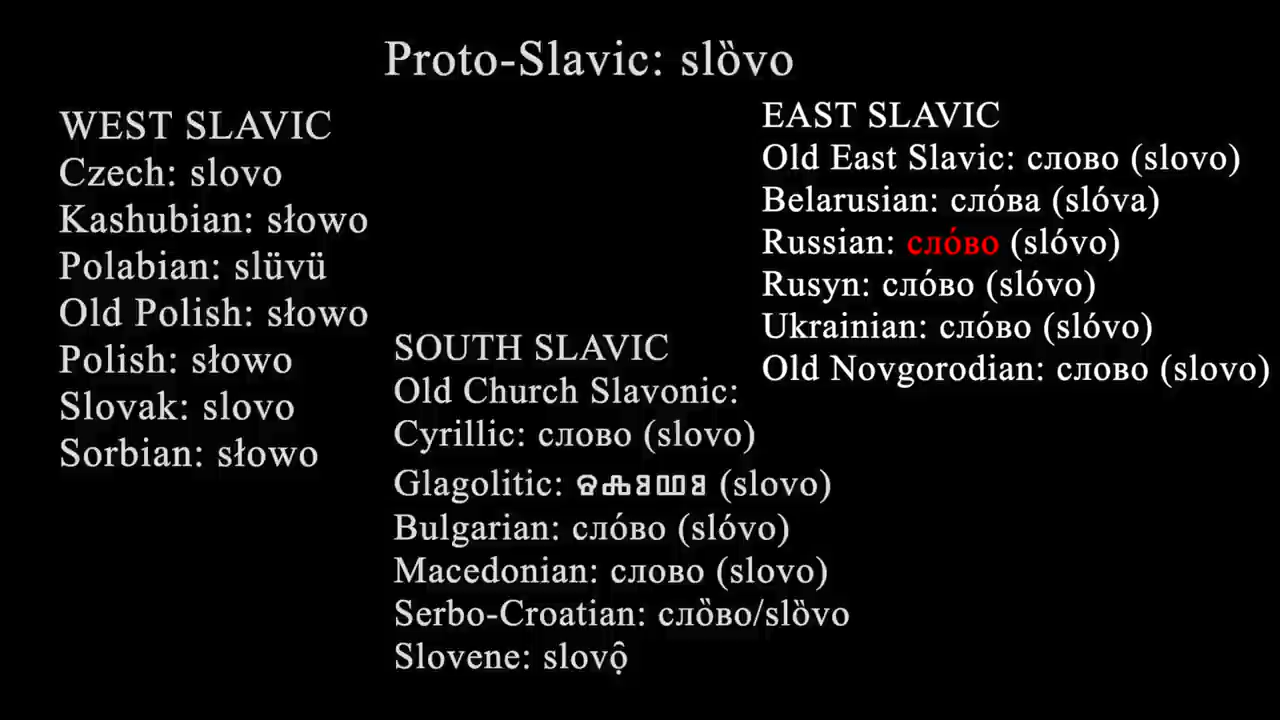 Proto-Slavic: slȍvo
WEST SLAVIC
Czech: slovo
Kashubian: słowo
Polabian: slüvü
Old Polish: słowo
Polish: słowo
Slovak: slovo
Sorbian: słowo
SOUTH SLAVIC
Old Church Slavonic:
Cyrillic: слово (slovo)
Glagolitic: ⱄⰾⱁⰲⱁ (slovo)
Bulgarian: сло́во (slóvo)
Macedonian: слово (slovo)
Serbo-Croatian: сло̏во/slȍvo
Slovene: slovọ̑
EAST SLAVIC
Old East Slavic: слово (slovo)
Belarusian: сло́ва (slóva)
Russian: сло́во (slóvo)
Rusyn: сло́во (slóvo)
Ukrainian: сло́во (slóvo)
Old Novgorodian: слово (slovo)